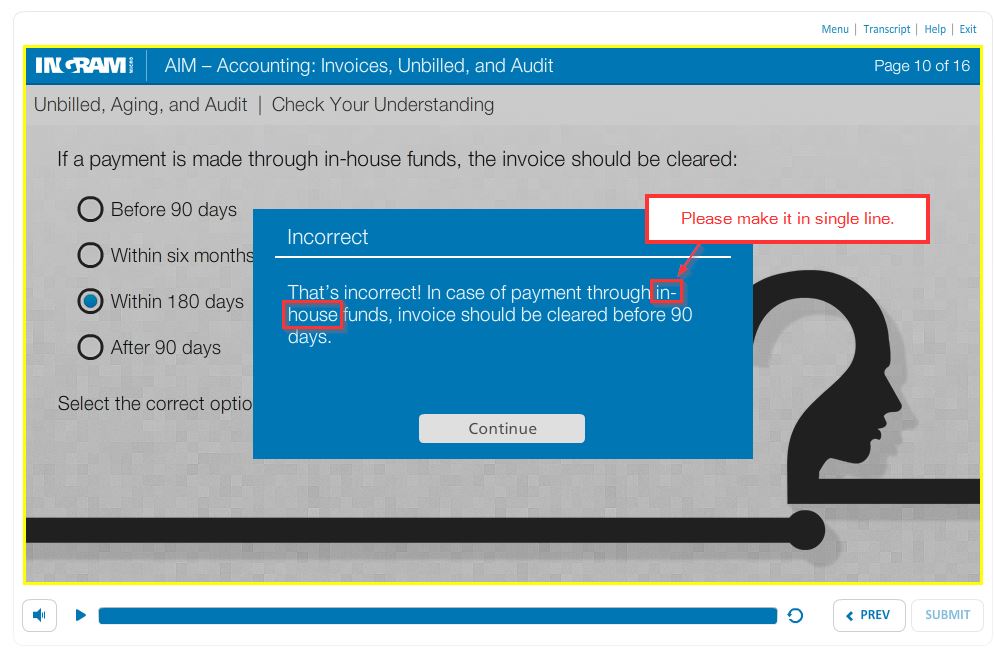 Menu | Transcript | Help | Exit
INGRAM MICRO AIM – Accounting: Invoices, Unbilled, and Audit Page 10 of 16
Unbilled, Aging, and Audit | Check Your Understanding
If a payment is made through in-house funds, the invoice should be cleared:
Before 90 days
Within six months
Within 180 days
After 90 days
Select the correct optio
Please make it in single line.
Incorrect
That's incorrect! In case of payment through in-
house funds, invoice should be cleared before 90
days.
Continue
PREV SUBMIT